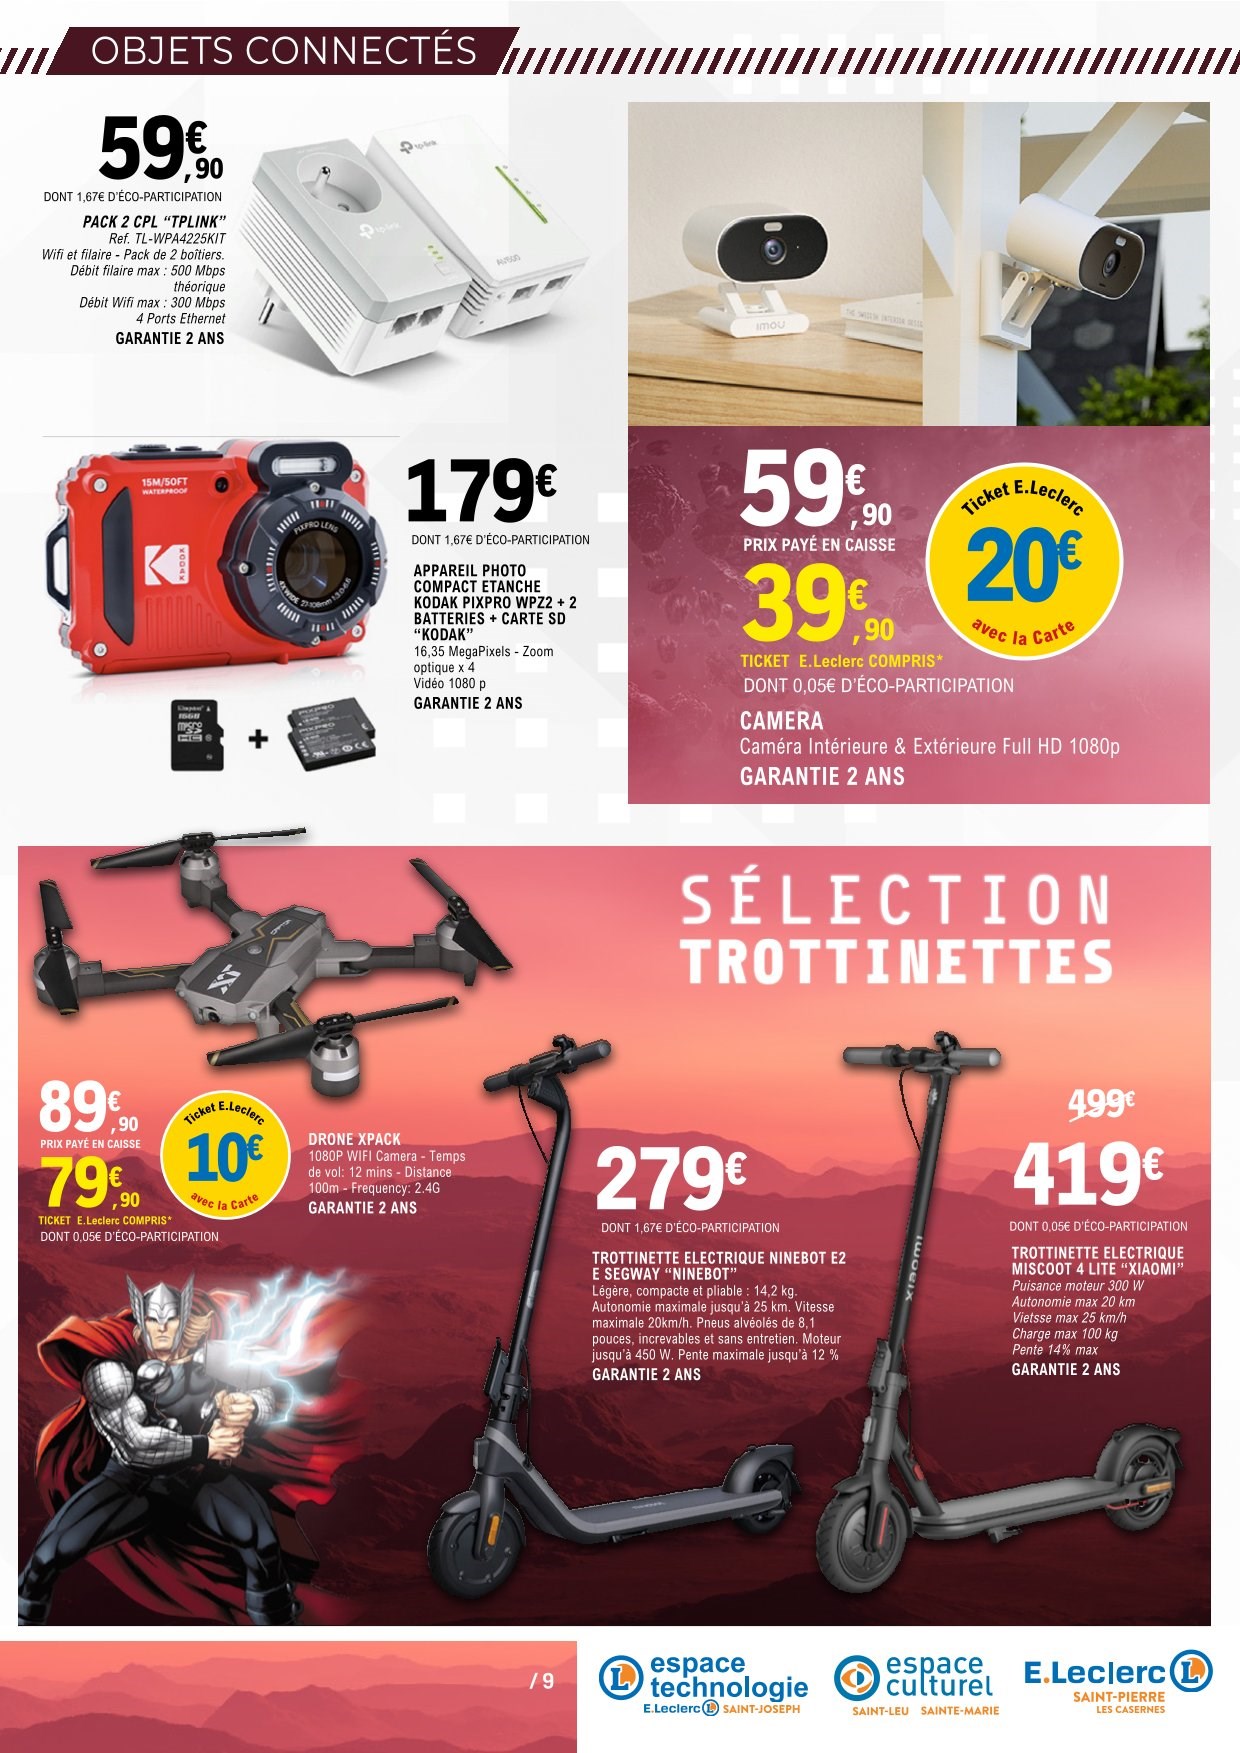 OBJETS CONNECTÉS
59€,90
DONT 1,67€ D'ÉCO-PARTICIPATION
PACK 2 CPL “TPLINK”
Ref. TL-WPA4225KIT
Wifi et filaire - Pack de 2 boîtiers.
Débit filaire max : 500 Mbps
théorique
Débit Wifi max : 300 Mbps
4 Ports Ethernet
GARANTIE 2 ANS
tp-link
tp-link
imou
15M/50FT
WATERPROOF
PIXPRO LENS
KODAK
16GB
micro
HC
+
179€
DONT 1,67€ D'ÉCO-PARTICIPATION
APPAREIL PHOTO
COMPACT ETANCHE
KODAK PIXPRO WPZ2 + 2
BATTERIES + CARTE SD
“KODAK”
16,35 MegaPixels - Zoom
optique x 4
Vidéo 1080 p
GARANTIE 2 ANS
59€,90
PRIX PAYÉ EN CAISSE
39€,90
TICKET E.Leclerc COMPRIS*
DONT 0,05€ D'ÉCO-PARTICIPATION
Ticket E.Leclerc
20€
avec la Carte
CAMERA
Caméra Intérieure & Extérieure Full HD 1080p
GARANTIE 2 ANS
SÉLECTION
TROTTINETTES
89€,90
PRIX PAYÉ EN CAISSE
79€,90
TICKET E.Leclerc COMPRIS*
DONT 0,05€ D'ÉCO-PARTICIPATION
Ticket E.Leclerc
10€
avec la Carte
DRONE XPACK
1080P WIFI Camera - Temps
de vol: 12 mins - Distance
100m - Frequency: 2.4G
GARANTIE 2 ANS
279€
DONT 1,67€ D'ÉCO-PARTICIPATION
TROTTINETTE ELECTRIQUE NINEBOT E2
E SEGWAY “NINEBOT”
Légère, compacte et pliable : 14,2 kg.
Autonomie maximale jusqu'à 25 km. Vitesse
maximale 20km/h. Pneus alvéolés de 8,1
pouces, increvables et sans entretien. Moteur
jusqu'à 450 W. Pente maximale jusqu'à 12 %
GARANTIE 2 ANS
xiaomi
499€
419€
DONT 0,05€ D'ÉCO-PARTICIPATION
TROTTINETTE ELECTRIQUE
MISCOOT 4 LITE “XIAOMI”
Puisance moteur 300 W
Autonomie max 20 km
Vietsse max 25 km/h
Charge max 100 kg
Pente 14% max
GARANTIE 2 ANS
/ 9
espace
technologie
E.Leclerc L SAINT-JOSEPH
espace
culturel
SAINT-LEU SAINTE-MARIE
E.Leclerc L
SAINT-PIERRE
LES CASERNES